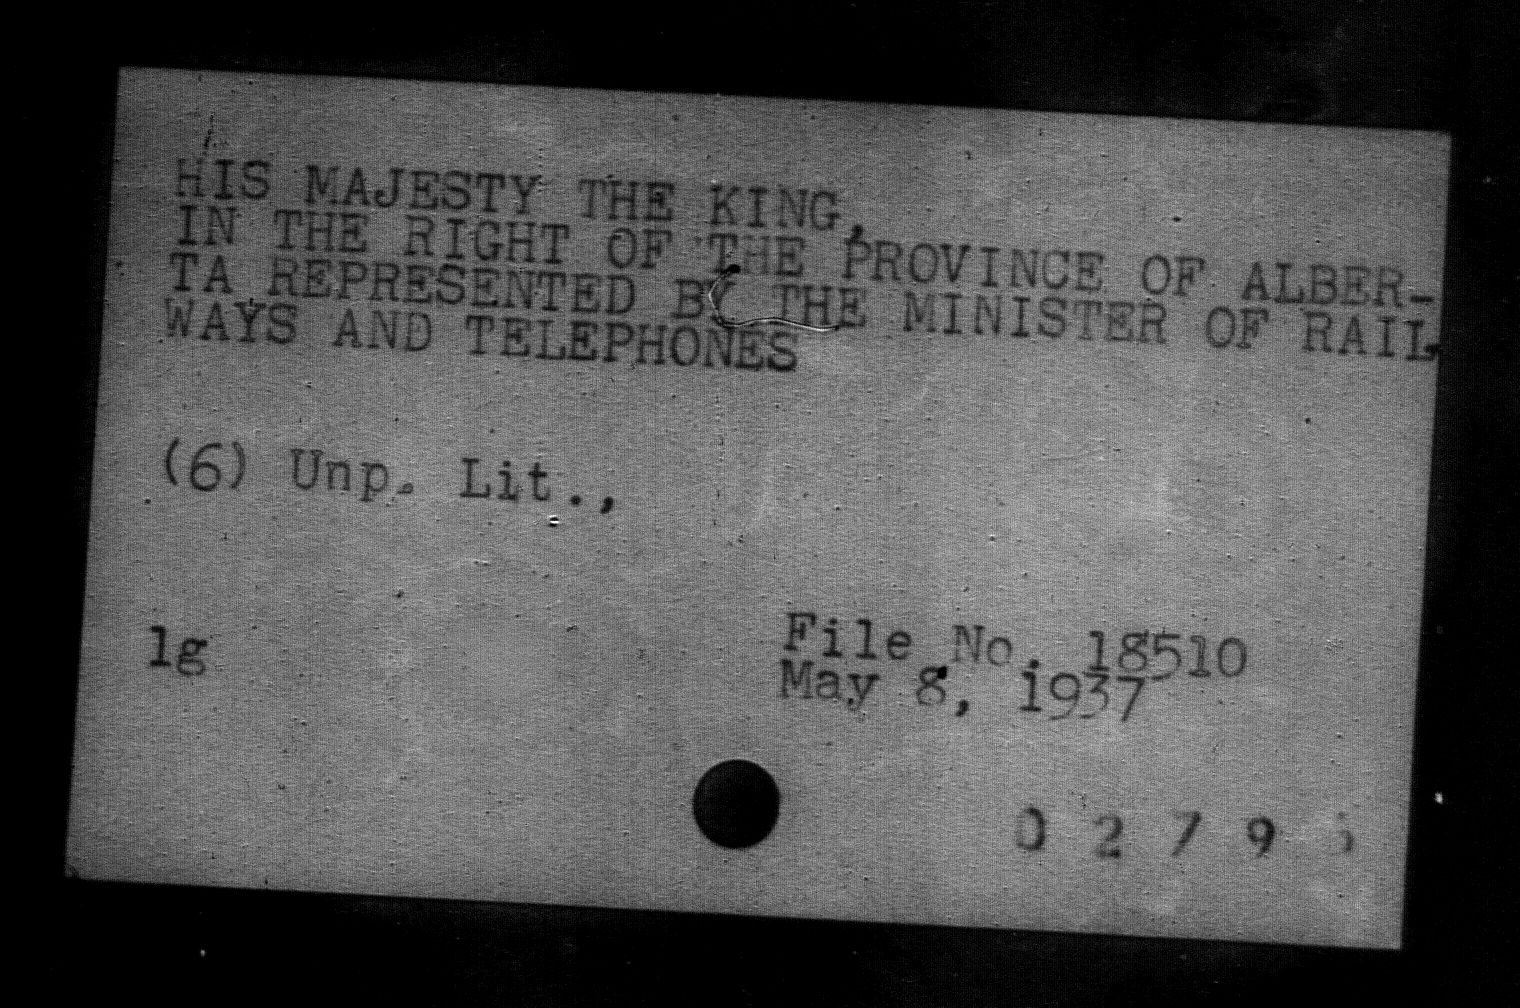 HIS MAJESTY THE KING,
IN THE RIGHT OF THE PROVINCE OF ALBER-
TA REPRESENTED BY THE MINISTER OF RAIL
WAYS AND TELEPHONES
(6) Unp. Lit.,
lg
File No. 18510
May 8, 1937
0 2 7 9